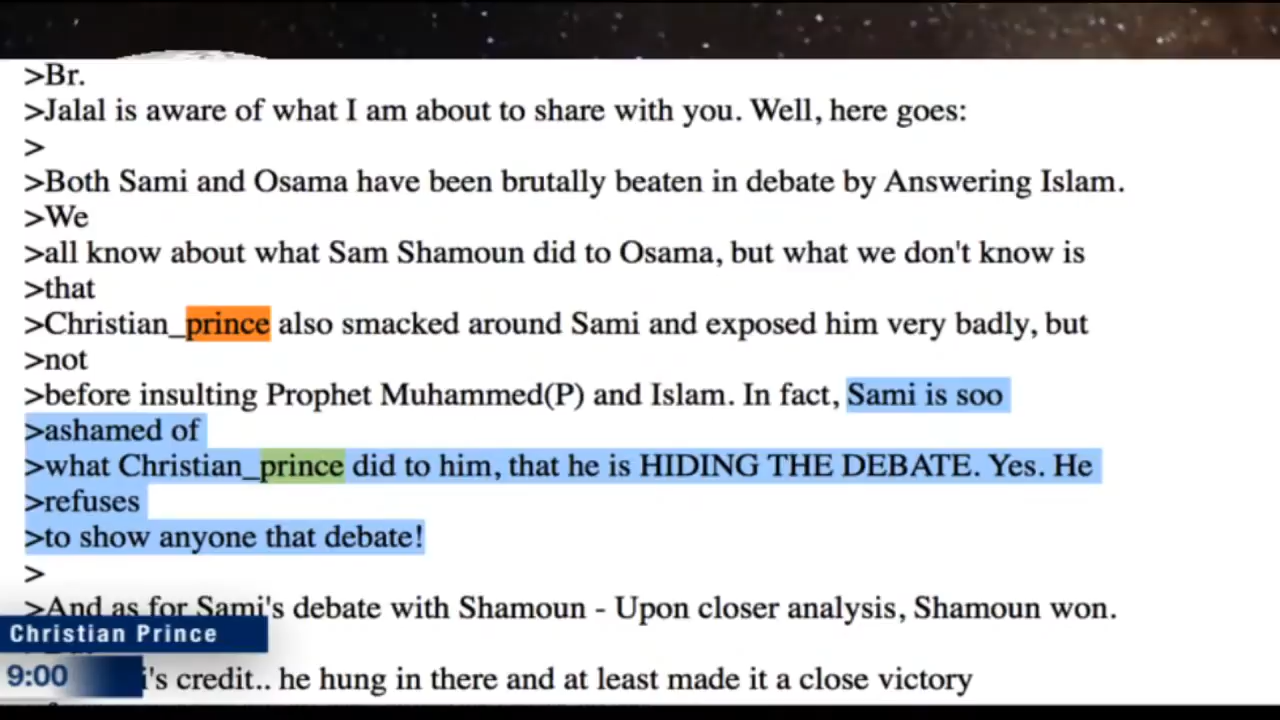 >Br.
>Jalal is aware of what I am about to share with you. Well, here goes:
>
>Both Sami and Osama have been brutally beaten in debate by Answering Islam.
>We
>all know about what Sam Shamoun did to Osama, but what we don't know is
>that
>Christian_prince also smacked around Sami and exposed him very badly, but
>not
>before insulting Prophet Muhammed(P) and Islam. In fact, Sami is soo
>ashamed of
>what Christian_prince did to him, that he is HIDING THE DEBATE. Yes. He
>refuses
>to show anyone that debate!
>
>And as for Sami's debate with Shamoun - Upon closer analysis, Shamoun won.
Christian Prince
9:00
i's credit.. he hung in there and at least made it a close victory